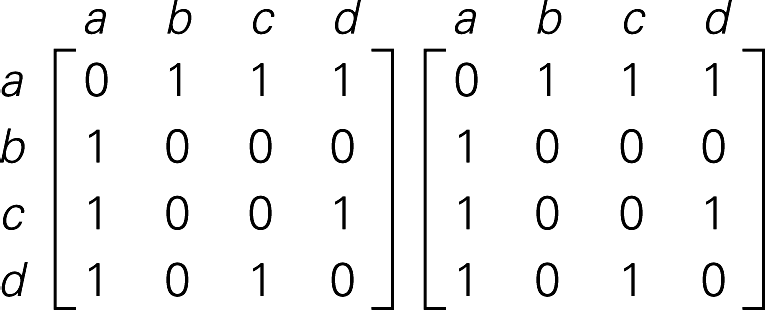 a b c d a b c d
a 0 1 1 1 0 1 1 1
b 1 0 0 0 1 0 0 0
c 1 0 0 1 1 0 0 1
d 1 0 1 0 1 0 1 0